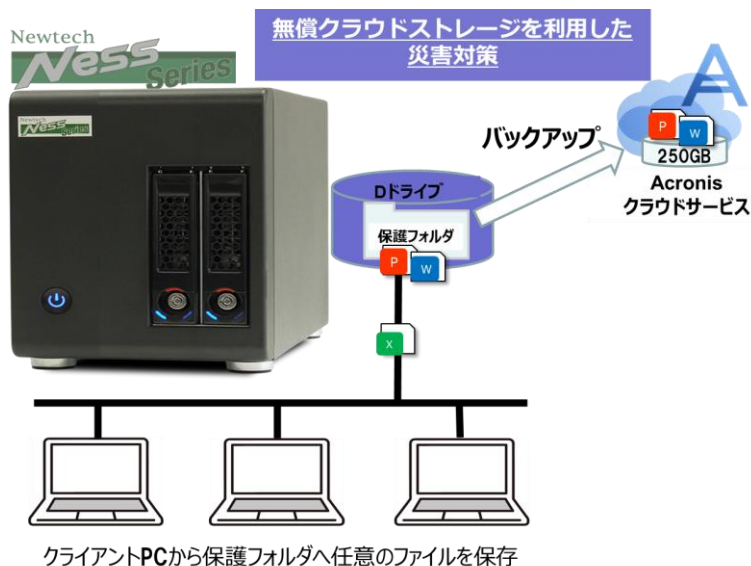 Newtech
Ness
Series
無償クラウドストレージを利用した
災害対策
Newtech
Ness
Series
バックアップ
P
W
250GB
Acronis
クラウドサービス
Dドライブ
保護フォルダ
P
W
X
クライアントPCから保護フォルダへ任意のファイルを保存